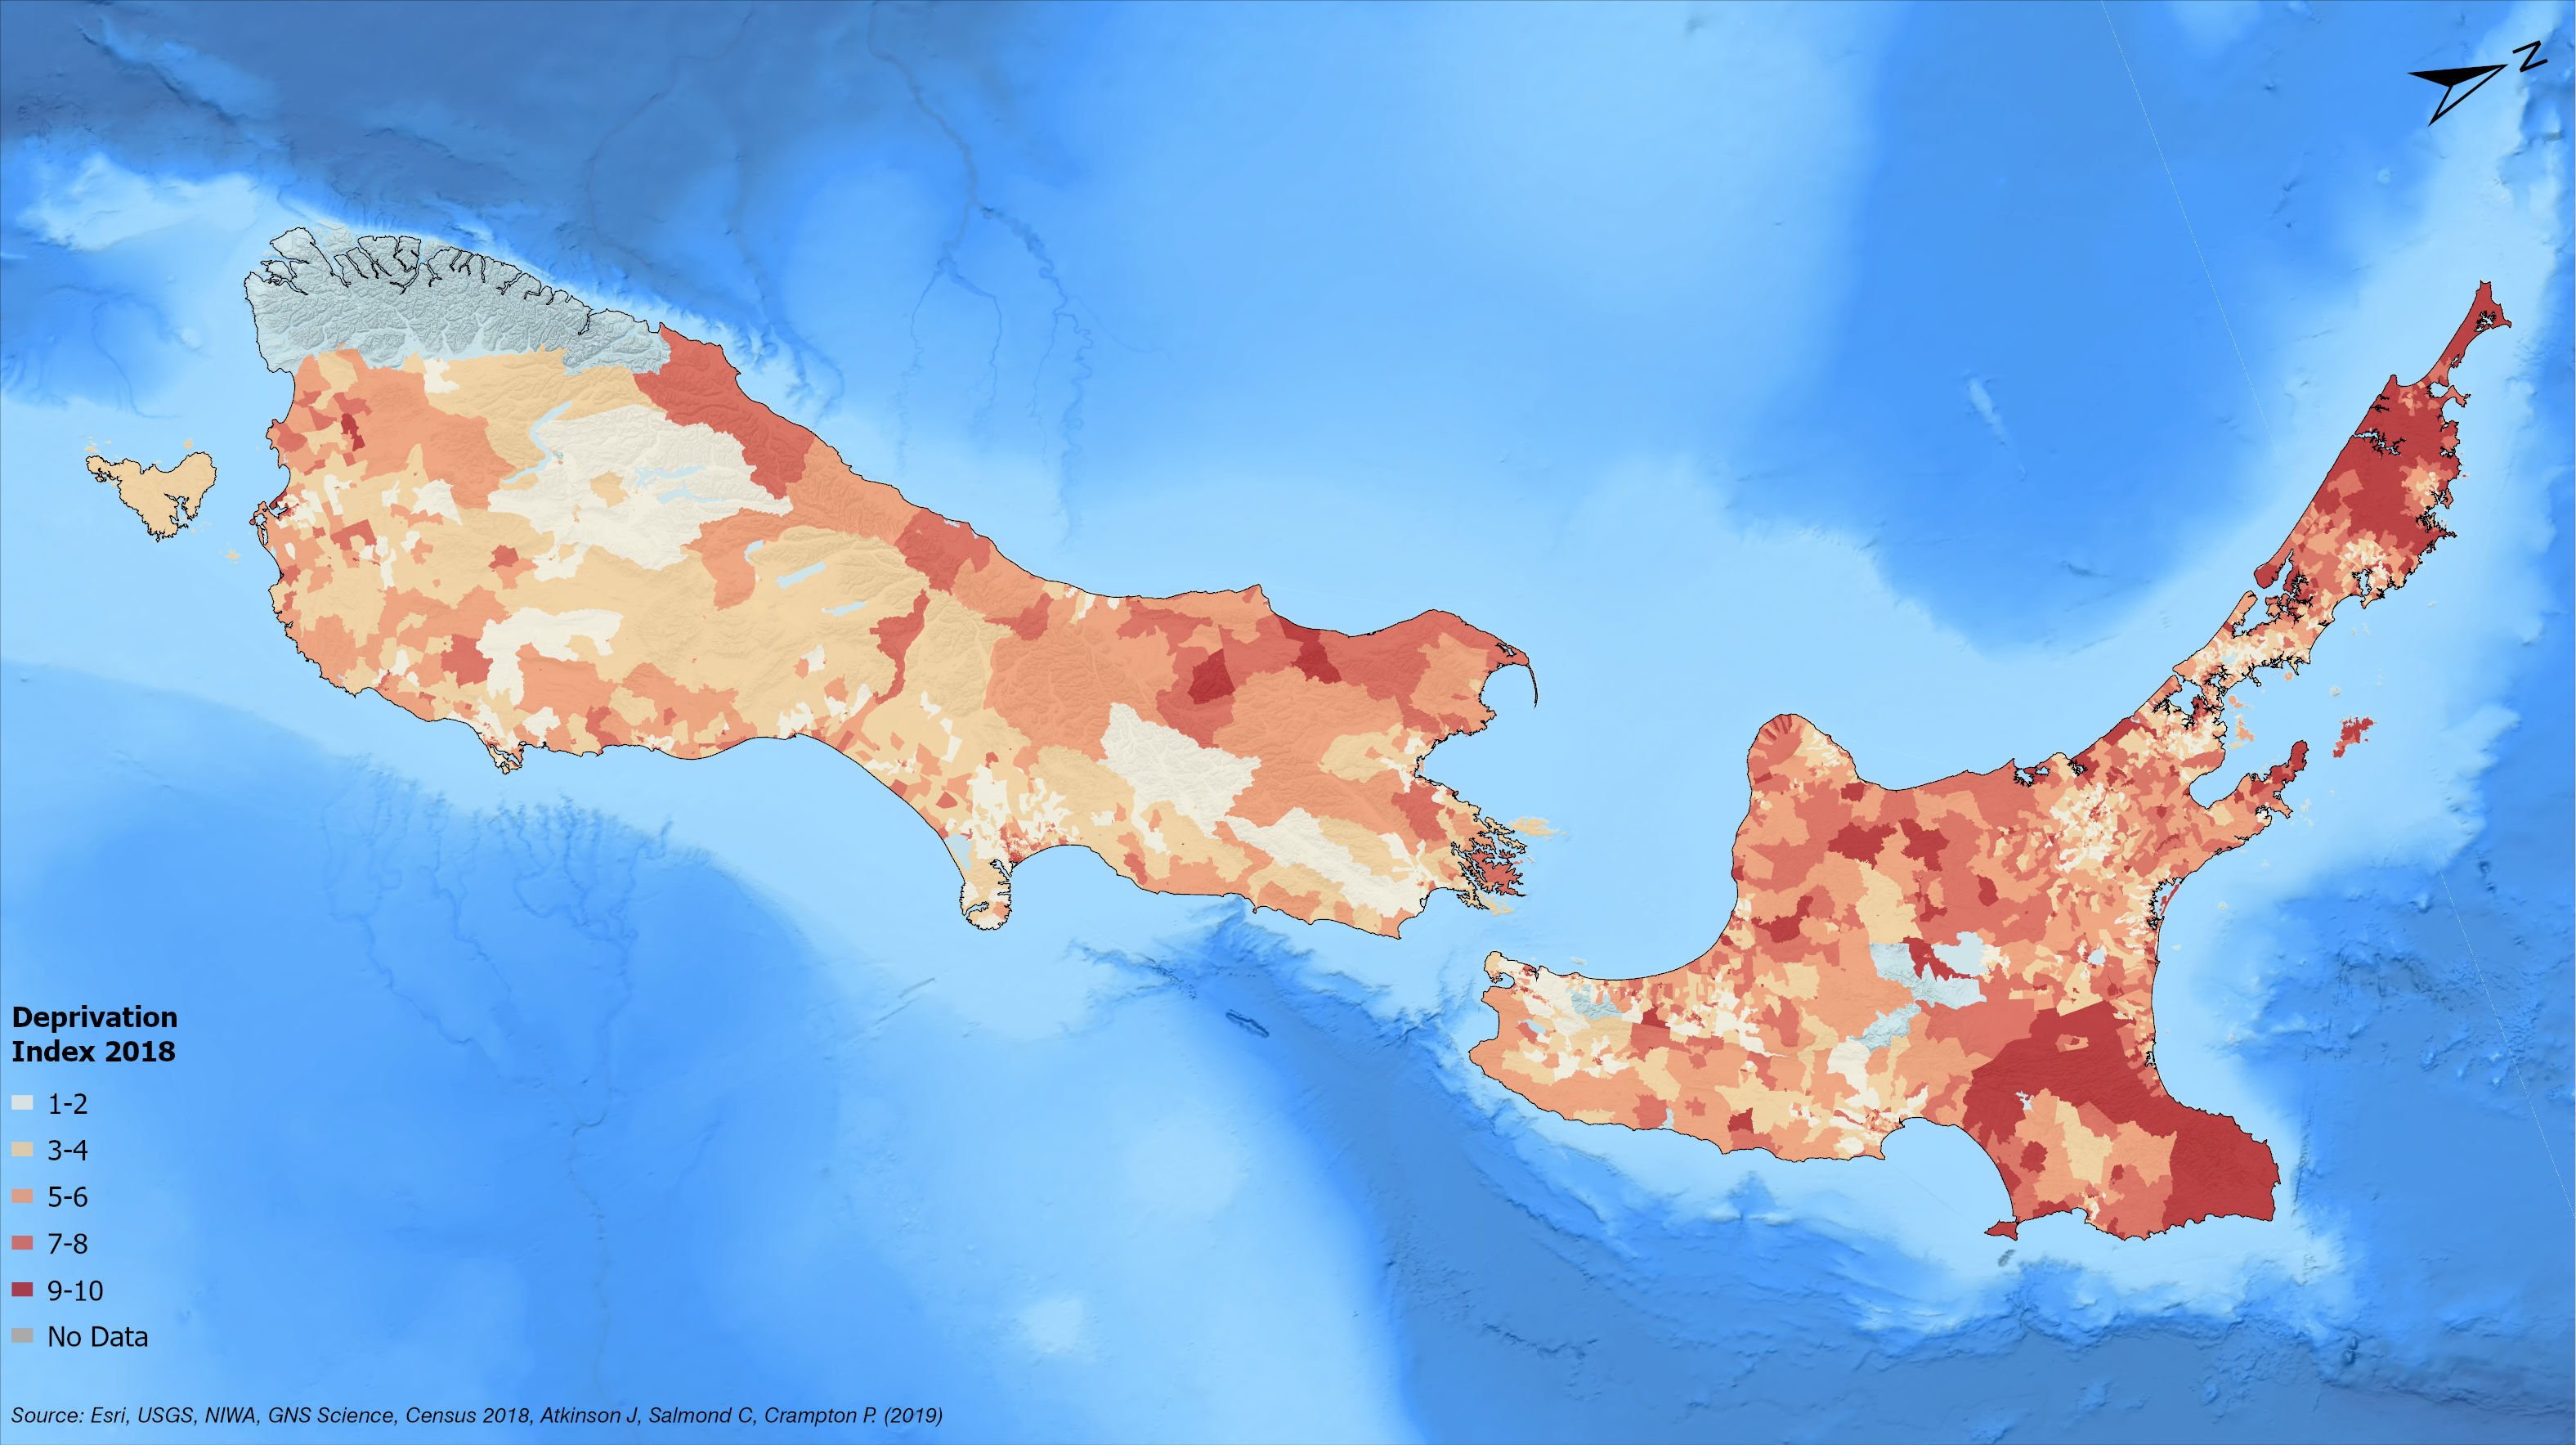 N
Deprivation
Index 2018
1-2
3-4
5-6
7-8
9-10
No Data
Source: Esri, USGS, NIWA, GNS Science, Census 2018, Atkinson J, Salmond C, Crampton P. (2019)